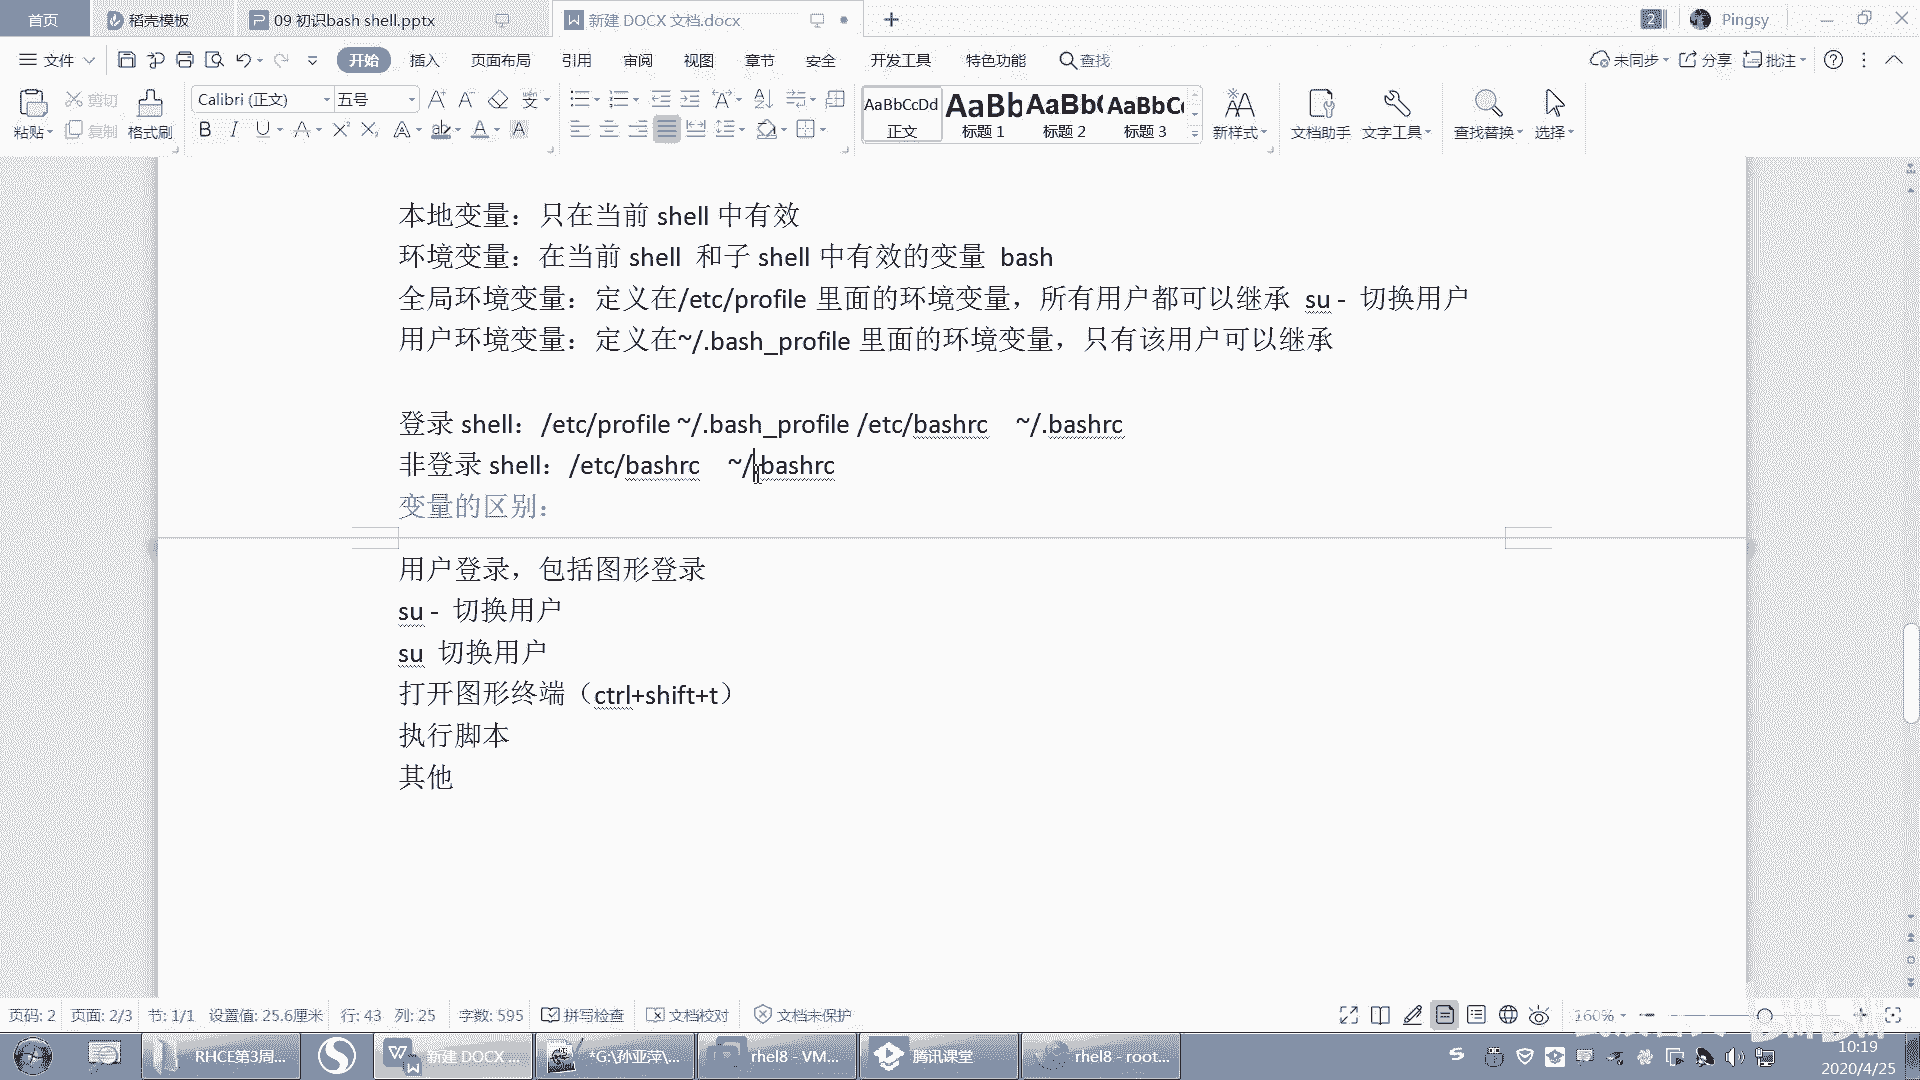 首页 稻壳模板 09 初识bash shell.pptx 新建 DOCX 文档.docx 2 Pingsy
文件 开始 插入 页面布局 引用 审阅 视图 章节 安全 开发工具 特色功能 查找 未同步 分享 批注
粘贴 剪切 复制 格式刷 Calibri (正文) 五号 AaBbCcDd 正文 AaBb 标题 1 AaBb( 标题 2 AaBbC 标题 3 新样式 文档助手 文字工具 查找替换 选择
本地变量：只在当前 shell 中有效
环境变量：在当前 shell 和子 shell 中有效的变量 bash
全局环境变量：定义在/etc/profile 里面的环境变量，所有用户都可以继承 su - 切换用户
用户环境变量：定义在~/.bash_profile 里面的环境变量，只有该用户可以继承
登录 shell：/etc/profile ~/.bash_profile /etc/bashrc ~/.bashrc
非登录 shell：/etc/bashrc ~/.bashrc
变量的区别：
用户登录，包括图形登录
su - 切换用户
su 切换用户
打开图形终端（ctrl+shift+t）
执行脚本
其他
页码: 2 页面: 2/3 节: 1/1 设置值: 25.6厘米 行: 43 列: 25 字数: 595 拼写检查 文档校对 文档未保护 160%
RHCE第3周... 新建 DOCX ... *G:\孙亚萍\... rhel8 - VM... 腾讯课堂 rhel8 - root... 10:19
2020/4/25